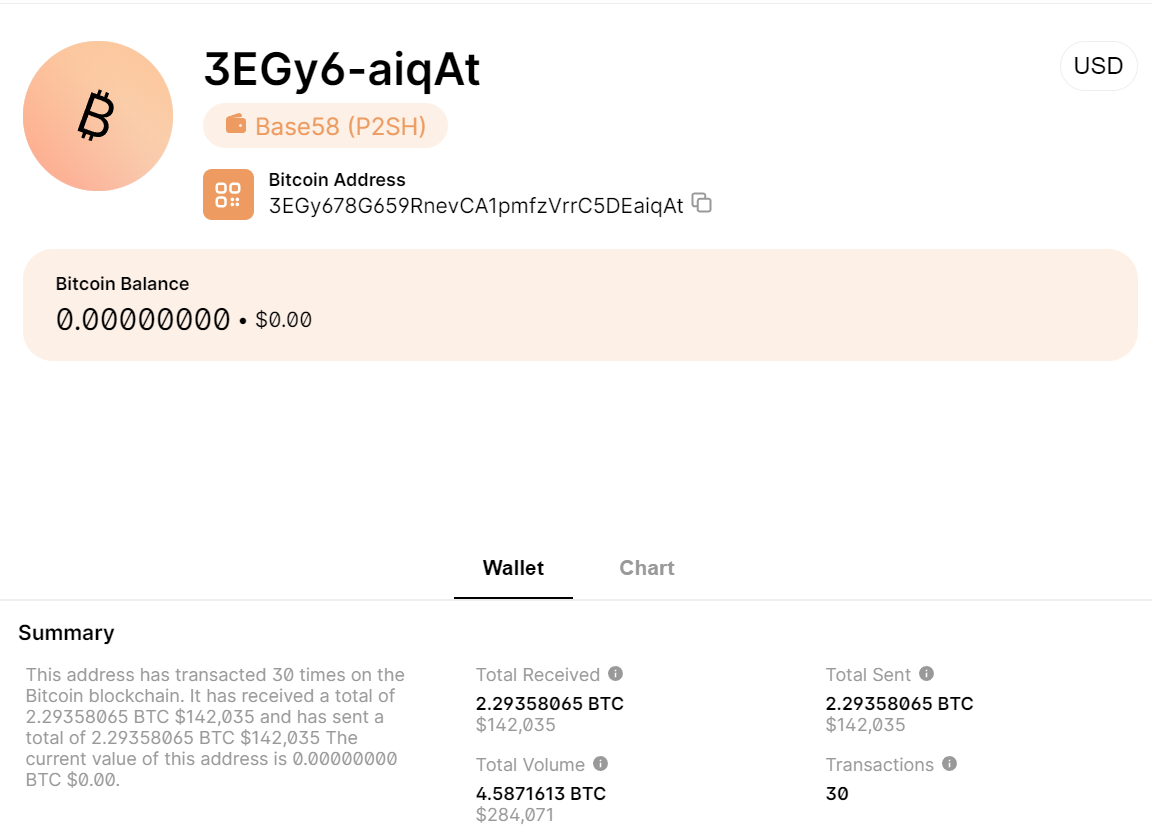 3EGy6-aiqAt
USD
Base58 (P2SH)
Bitcoin Address
3EGy678G659RnevCA1pmfzVrrC5DEaiqAt
Bitcoin Balance
0.00000000 • $0.00
Wallet
Chart
Summary
This address has transacted 30 times on the
Bitcoin blockchain. It has received a total of
2.29358065 BTC $142,035 and has sent a
total of 2.29358065 BTC $142,035 The
current value of this address is 0.00000000
BTC $0.00.
Total Received
2.29358065 BTC
$142,035
Total Sent
2.29358065 BTC
$142,035
Total Volume
4.5871613 BTC
$284,071
Transactions
30